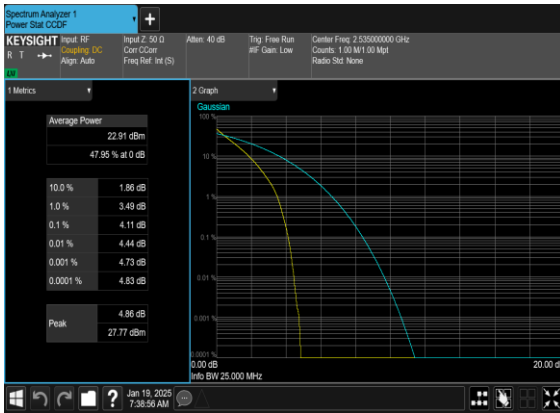 Spectrum Analyzer 1
Power Stat CCDF
KEYSIGHT
R T
LM
Input: RF
Coupling: DC
Align: Auto
Input Z: 50 Ω
Corr CCorr
Freq Ref: Int (S)
Atten: 40 dB
Trig: Free Run
#IF Gain: Low
Center Freq: 2.535000000 GHz
Counts: 1.00 M/1.00 Mpt
Radio Std: None
1 Metrics
Average Power
22.91 dBm
47.95 % at 0 dB
10.0 % 1.86 dB
1.0 % 3.49 dB
0.1 % 4.11 dB
0.01 % 4.44 dB
0.001 % 4.73 dB
0.0001 % 4.83 dB
Peak
4.86 dB
27.77 dBm
2 Graph
Gaussian
100 %
10 %
1 %
0.1 %
0.01 %
0.001 %
0.0001 %
0.00 dB
20.00 d
Info BW 25.000 MHz
Jan 19, 2025
7:38:56 AM